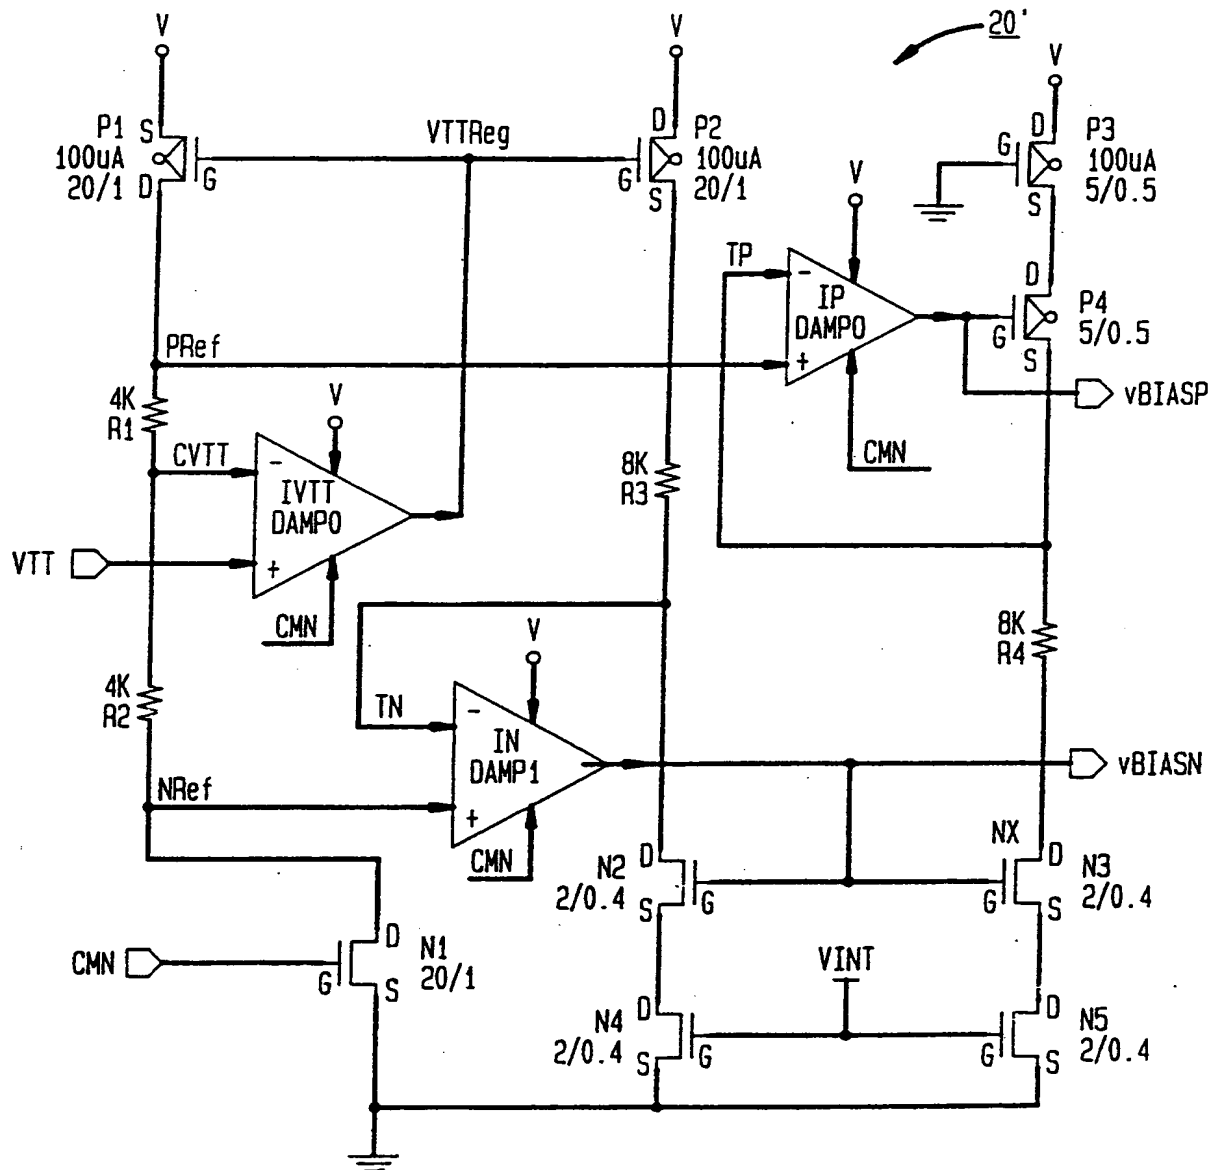 20'
V
V
V
P1
100uA
20/1
S
D
G
VTTReg
D
G
S
P2
100uA
20/1
G
D
S
P3
100uA
5/0.5
V
TP
-
IP
DAMP0
+
D
G
S
P4
5/0.5
PRef
vBIASP
4K
R1
V
CMN
CVTT
-
IVTT
DAMP0
+
8K
R3
VTT
CMN
V
8K
R4
4K
R2
TN
-
IN
DAMP1
+
vBIASN
NRef
CMN
N2
2/0.4
D
S
G
NX
D
G
S
N3
2/0.4
CMN
G
D
S
N1
20/1
VINT
N4
2/0.4
D
S
G
D
G
S
N5
2/0.4